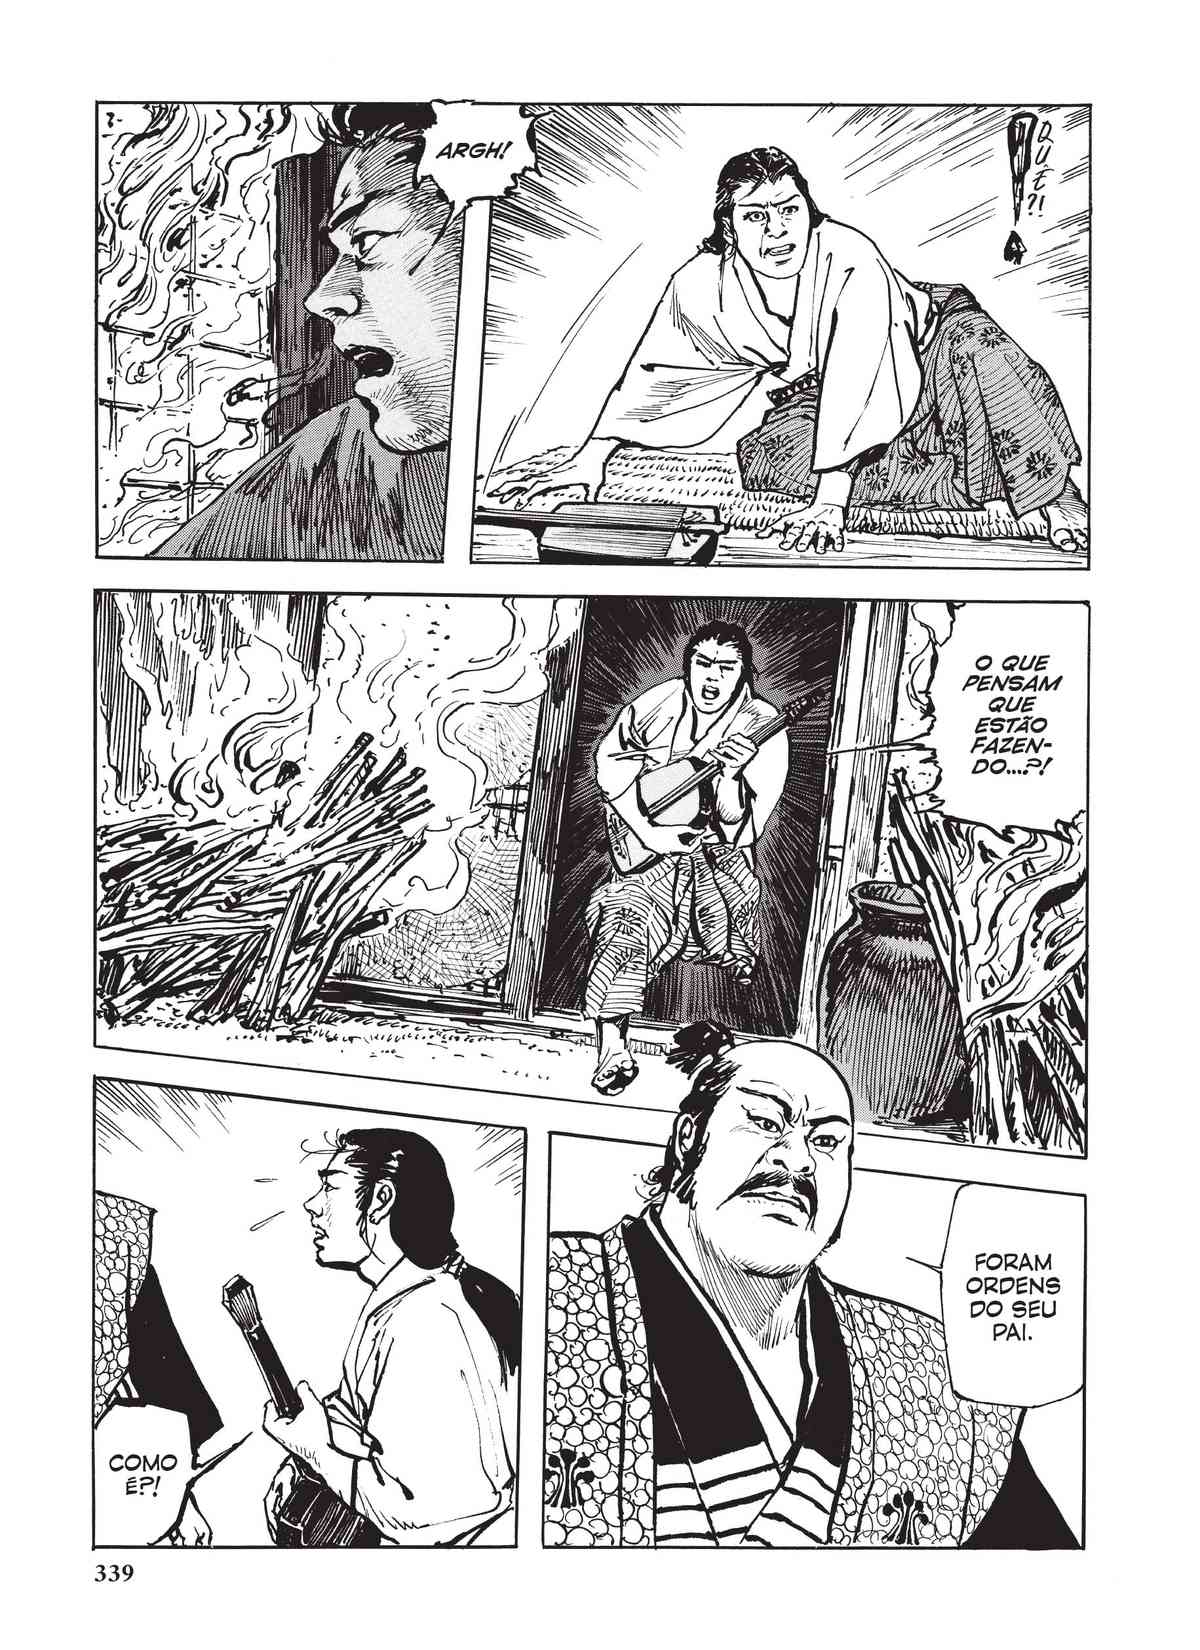 QUÊ?!
ARGH!
O QUE
PENSAM
QUE
ESTÃO
FAZEN-
DO...?!
FORAM
ORDENS
DO SEU
PAI.
COMO
É?!
339